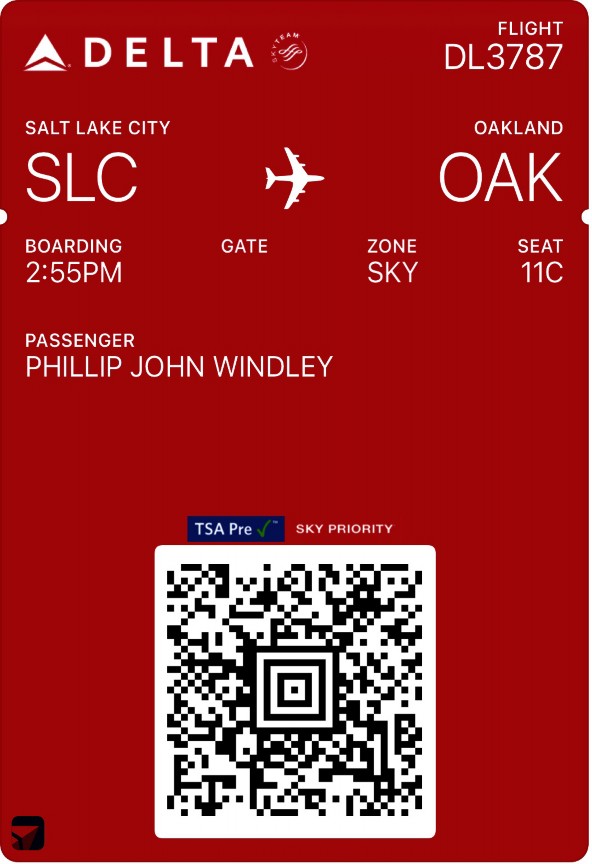 DELTA SKYTEAM
FLIGHT
DL3787
SALT LAKE CITY OAKLAND
SLC OAK
BOARDING GATE ZONE SEAT
2:55PM SKY 11C
PASSENGER
PHILLIP JOHN WINDLEY
TSA Pre✓™ SKY PRIORITY